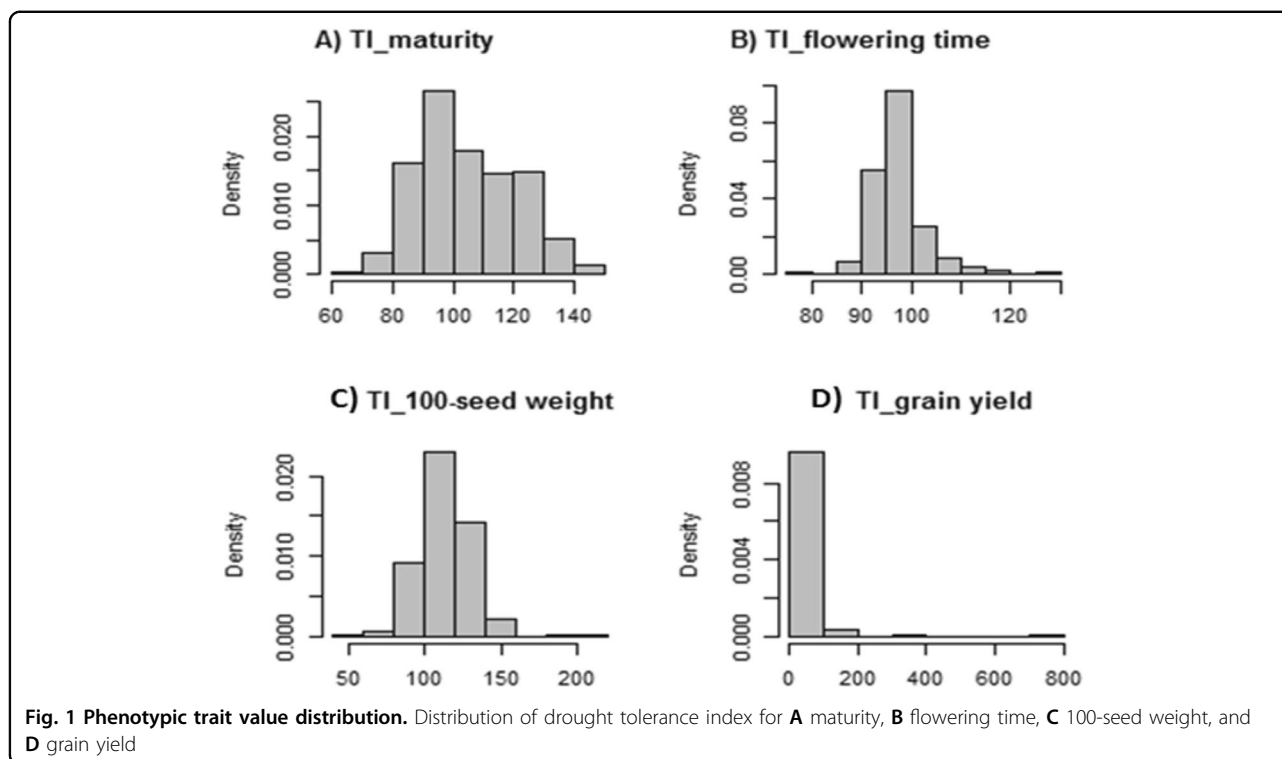 A) TI_maturity
Density
0.000 0.010 0.020
60 80 100 120 140
B) TI_flowering time
Density
0.00 0.04 0.08
80 90 100 120
C) TI_100-seed weight
Density
0.000 0.010 0.020
50 100 150 200
D) TI_grain yield
Density
0.000 0.004 0.008
0 200 400 600 800
Fig. 1 Phenotypic trait value distribution. Distribution of drought tolerance index for A maturity, B flowering time, C 100-seed weight, and
D grain yield